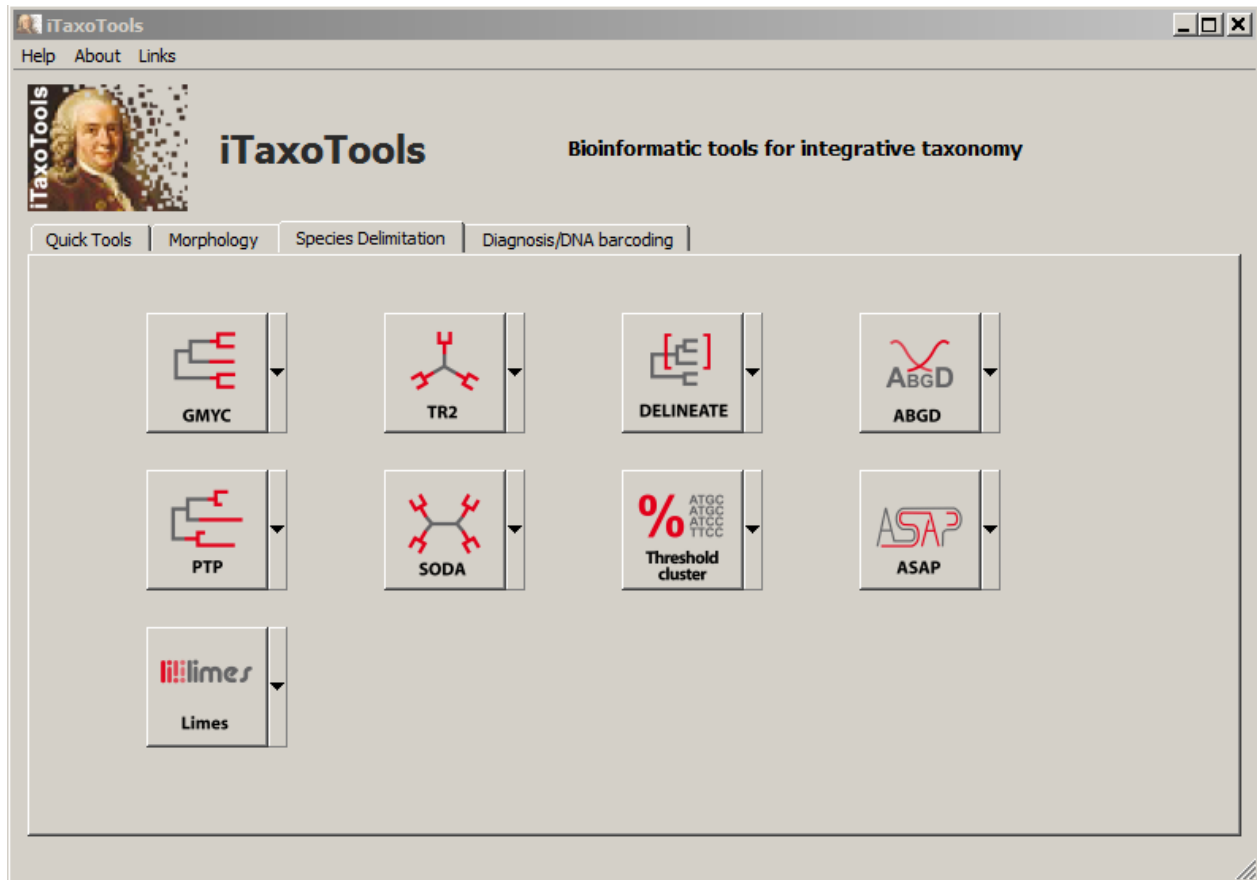 iTaxoTools
Help About Links
iTaxoTools
iTaxoTools
Bioinformatic tools for integrative taxonomy
Quick Tools
Morphology
Species Delimitation
Diagnosis/DNA barcoding
GMYC
TR2
DELINEATE
ABGD
ABGD
PTP
SODA
%
ATGC
ATGC
ATCC
TTCC
Threshold
cluster
ASAP
ASAP
limes
Limes